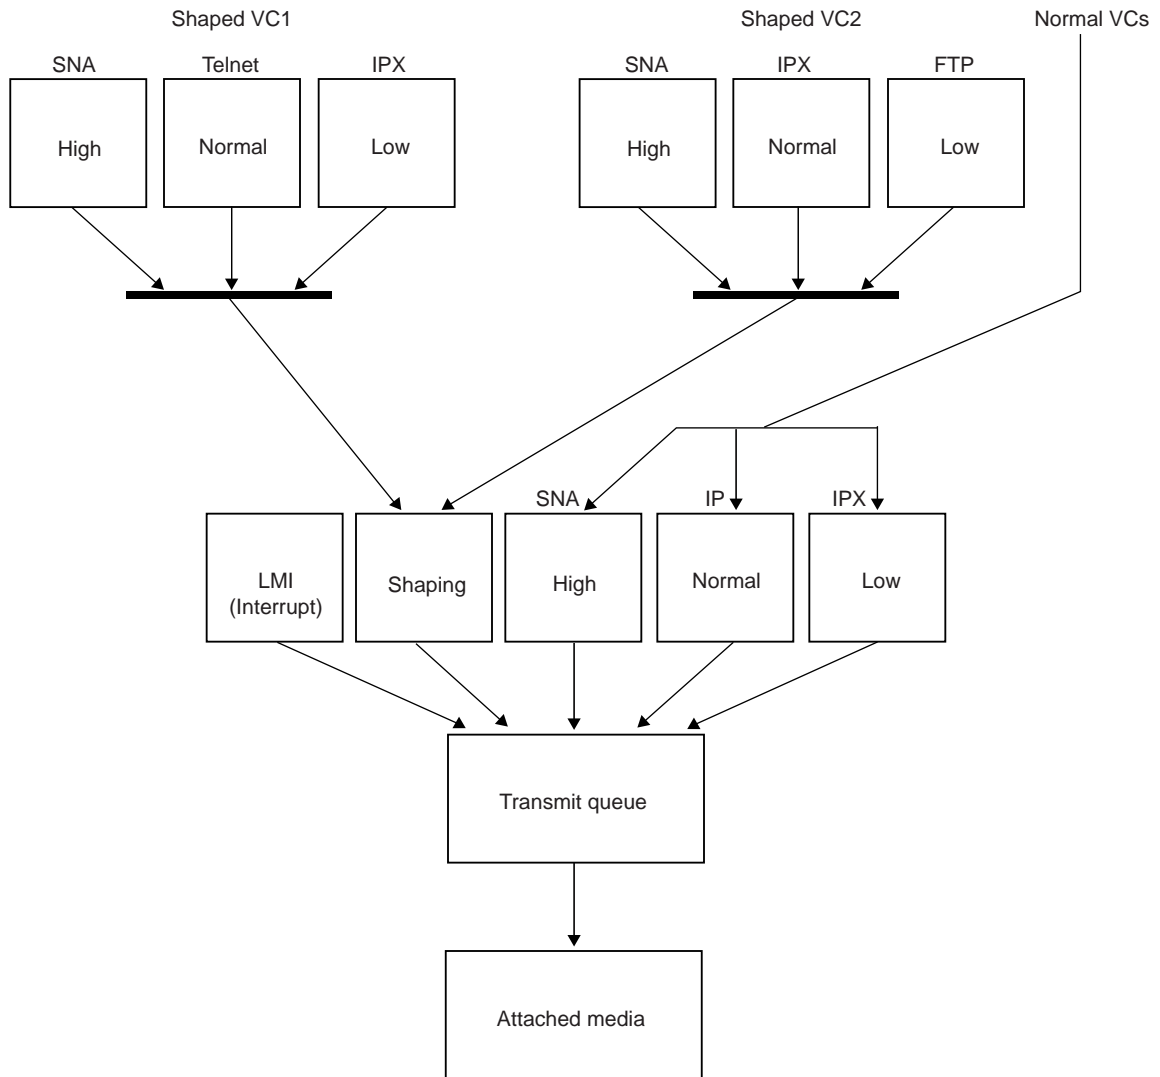 Shaped VC1
Shaped VC2
Normal VCs
SNA
Telnet
IPX
SNA
IPX
FTP
High
Normal
Low
High
Normal
Low
SNA
IP
IPX
LMI
(Interrupt)
Shaping
High
Normal
Low
Transmit queue
Attached media